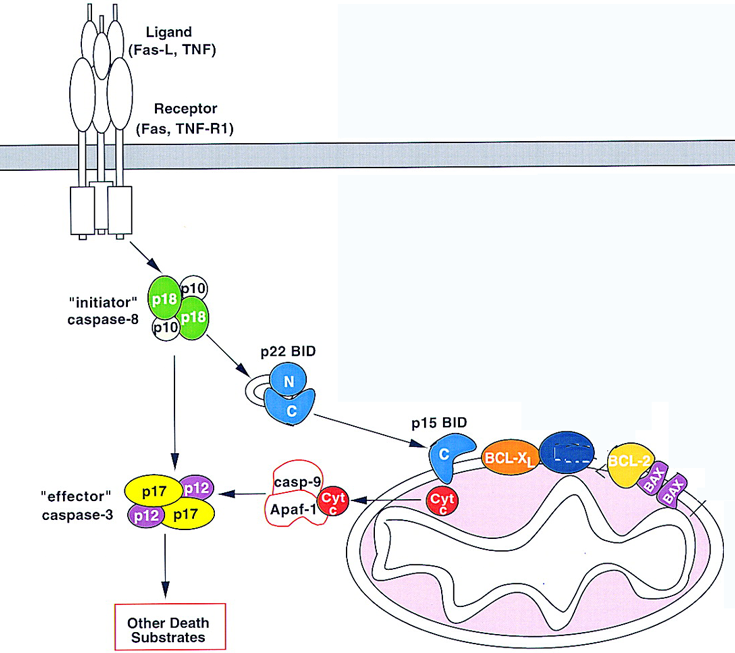 Ligand
(Fas-L, TNF)
Receptor
(Fas, TNF-R1)
"initiator"
caspase-8
p18
p10
p10
p18
p22 BID
N
C
p15 BID
C
BCL-XL
BCL-2
BAX
BAX
"effector"
caspase-3
p17
p12
p12
p17
casp-9
Apaf-1
Cyt
c
Cyt
c
Other Death
Substrates